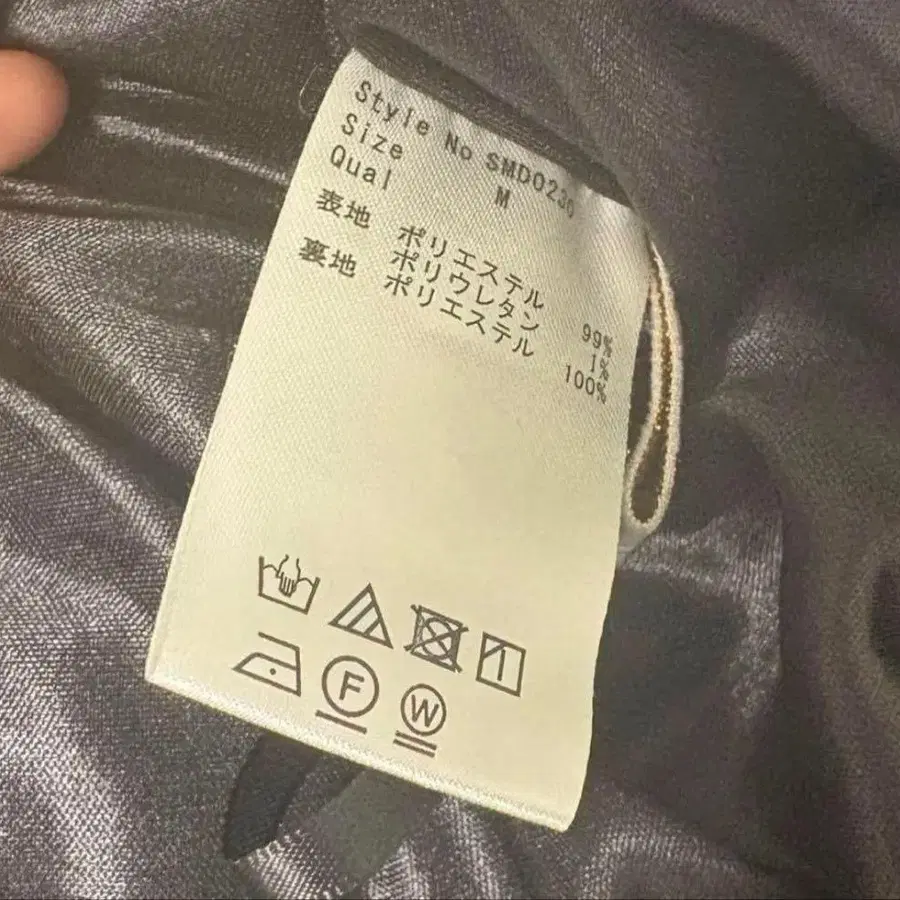 Style No SMD0230
Size M
Qual
表地 ポリエステル 99%
ポリウレタン 1%
裏地 ポリエステル 100%
F W